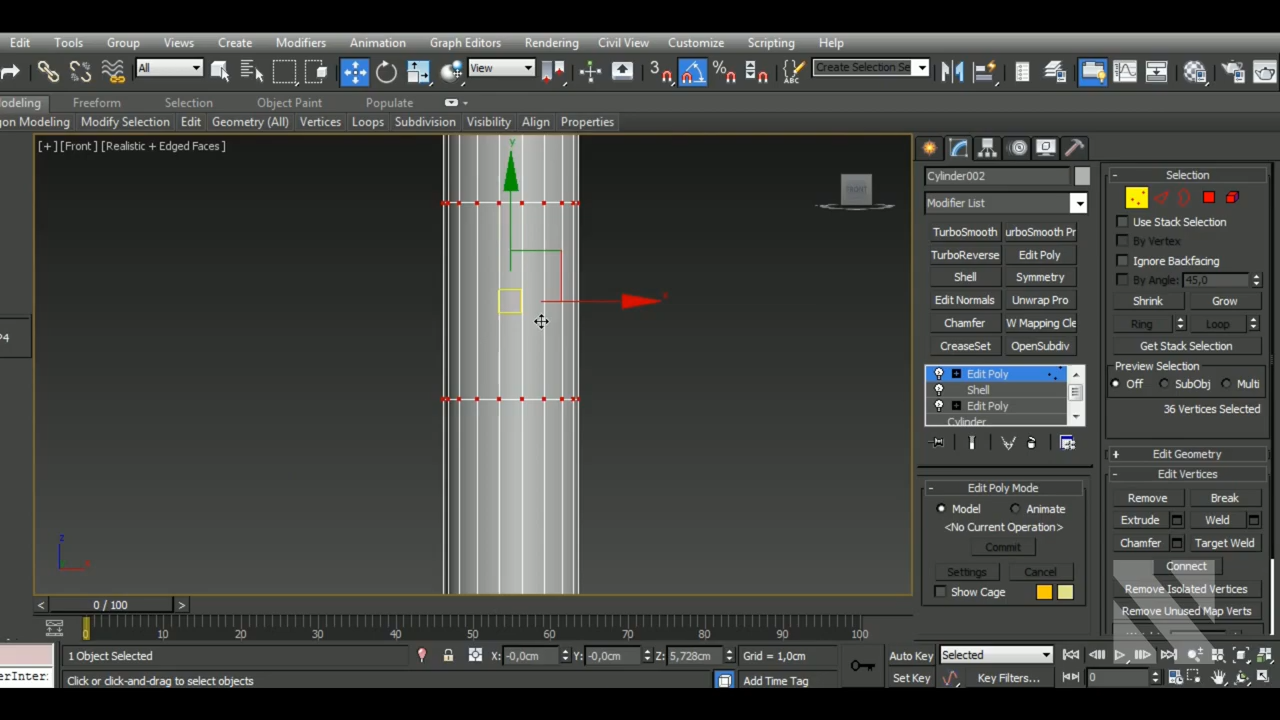 Edit Tools Group Views Create Modifiers Animation Graph Editors Rendering Civil View Customize Scripting Help
All View 3 ABC Create Selection Se
odeling Freeform Selection Object Paint Populate
gon Modeling Modify Selection Edit Geometry (All) Vertices Loops Subdivision Visibility Align Properties
[+] [Front ] [Realistic + Edged Faces ]
y
FRONT
x
P4
z
Cylinder002
Modifier List
TurboSmooth urboSmooth Pr
TurboReverse Edit Poly
Shell Symmetry
Edit Normals Unwrap Pro
Chamfer W Mapping Cle
CreaseSet OpenSubdiv
Edit Poly
Shell
Edit Poly
Cylinder
- Edit Poly Mode
Model Animate
<No Current Operation>
Commit
Settings Cancel
Show Cage
- Selection
Use Stack Selection
By Vertex
Ignore Backfacing
By Angle: 45,0
Shrink Grow
Ring Loop
Get Stack Selection
Preview Selection
Off SubObj Multi
36 Vertices Selected
+ Edit Geometry
- Edit Vertices
Remove Break
Extrude Weld
Chamfer Target Weld
Connect
Remove Isolated Vertices
Remove Unused Map Verts
< 0 / 100 >
0 10 20 30 40 50 60 70 80 90 100
1 Object Selected X: -0,0cm Y: -0,0cm Z: 5,728cm Grid = 1,0cm Auto Key Selected
erInter: Click or click-and-drag to select objects Add Time Tag Set Key Key Filters... 0